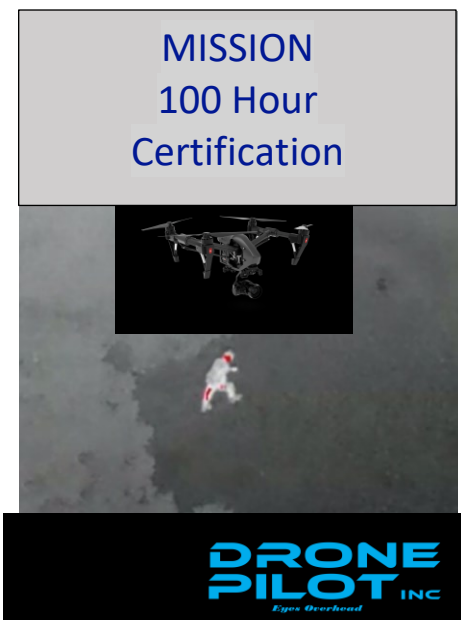 MISSION
100 Hour
Certification
DRONE
PILOT INC
Eyes Overhead